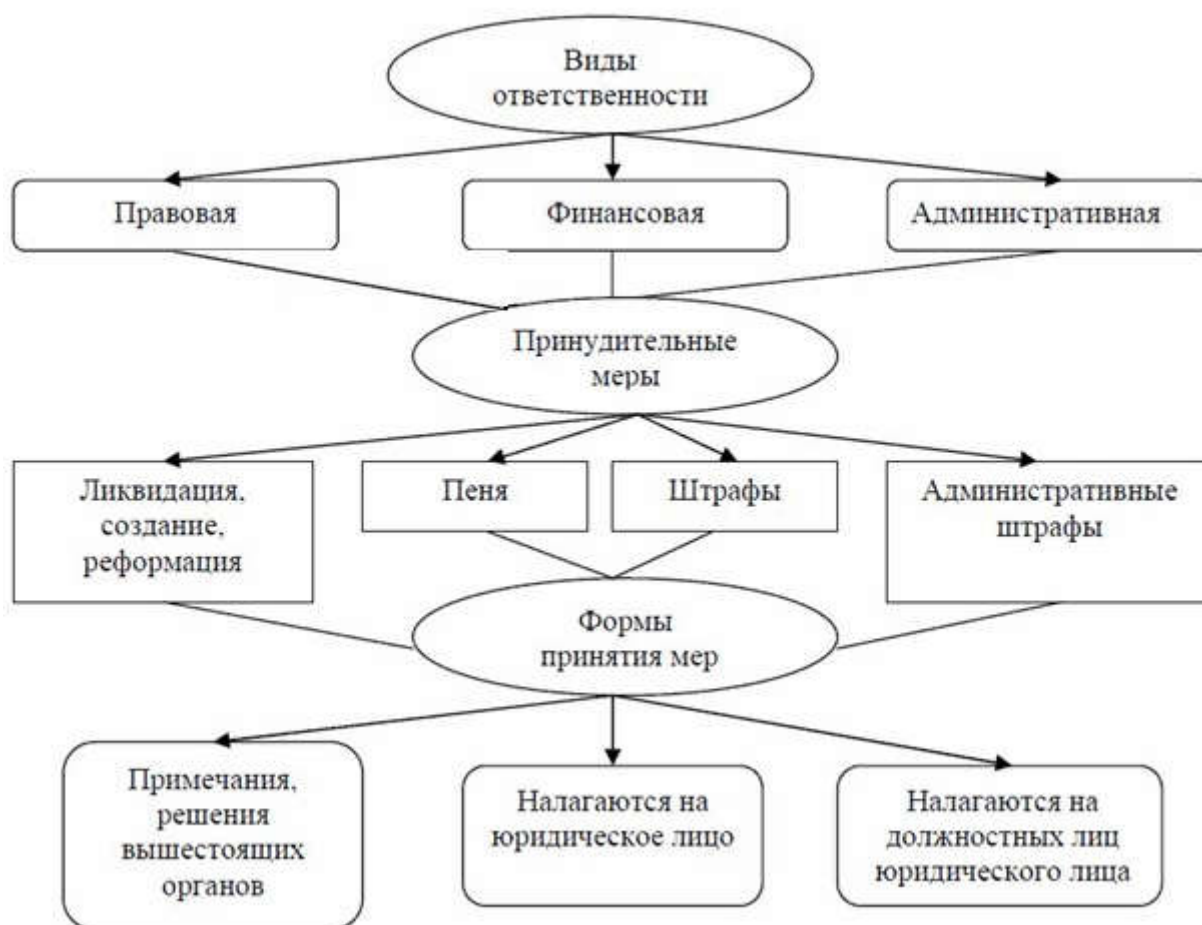 Виды
ответственности
Правовая
Финансовая
Административная
Принудительные
меры
Ликвидация,
создание,
реформация
Пеня
Штрафы
Административные
штрафы
Формы
принятия мер
Примечания,
решения
вышестоящих
органов
Налагаются на
юридическое лицо
Налагаются на
должностных лиц
юридического лица